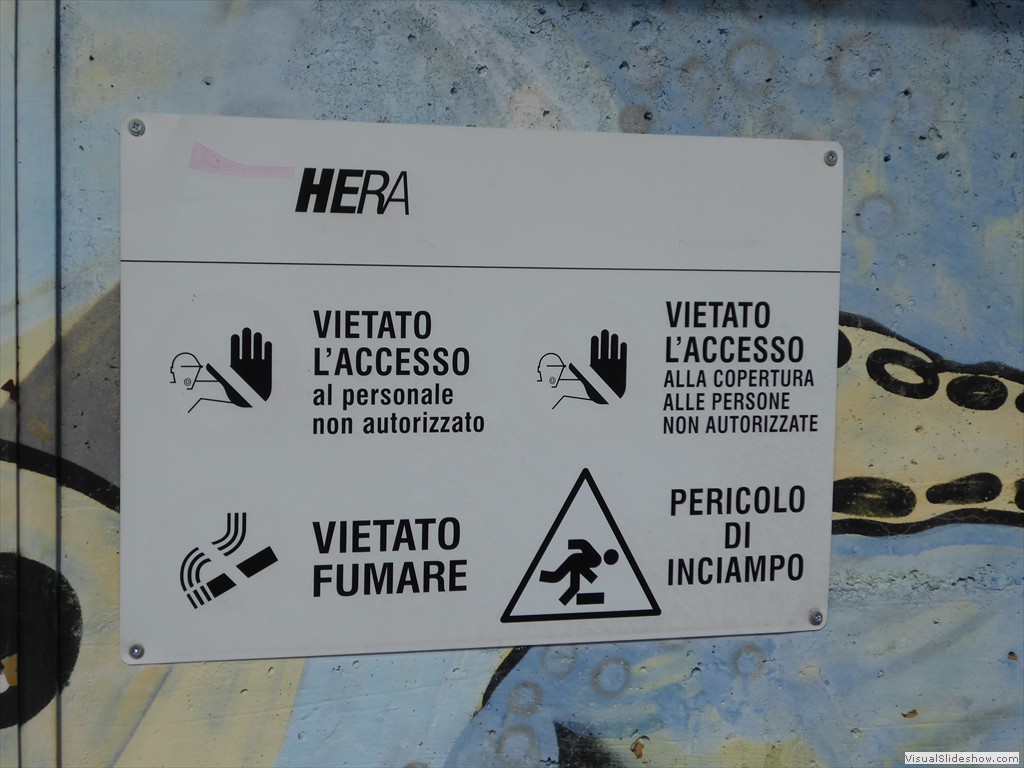 HERA
VIETATO
L'ACCESSO
al personale
non autorizzato
VIETATO
L'ACCESSO
ALLA COPERTURA
ALLE PERSONE
NON AUTORIZZATE
VIETATO
FUMARE
PERICOLO
DI
INCIAMPO
VisualSlideshow.com